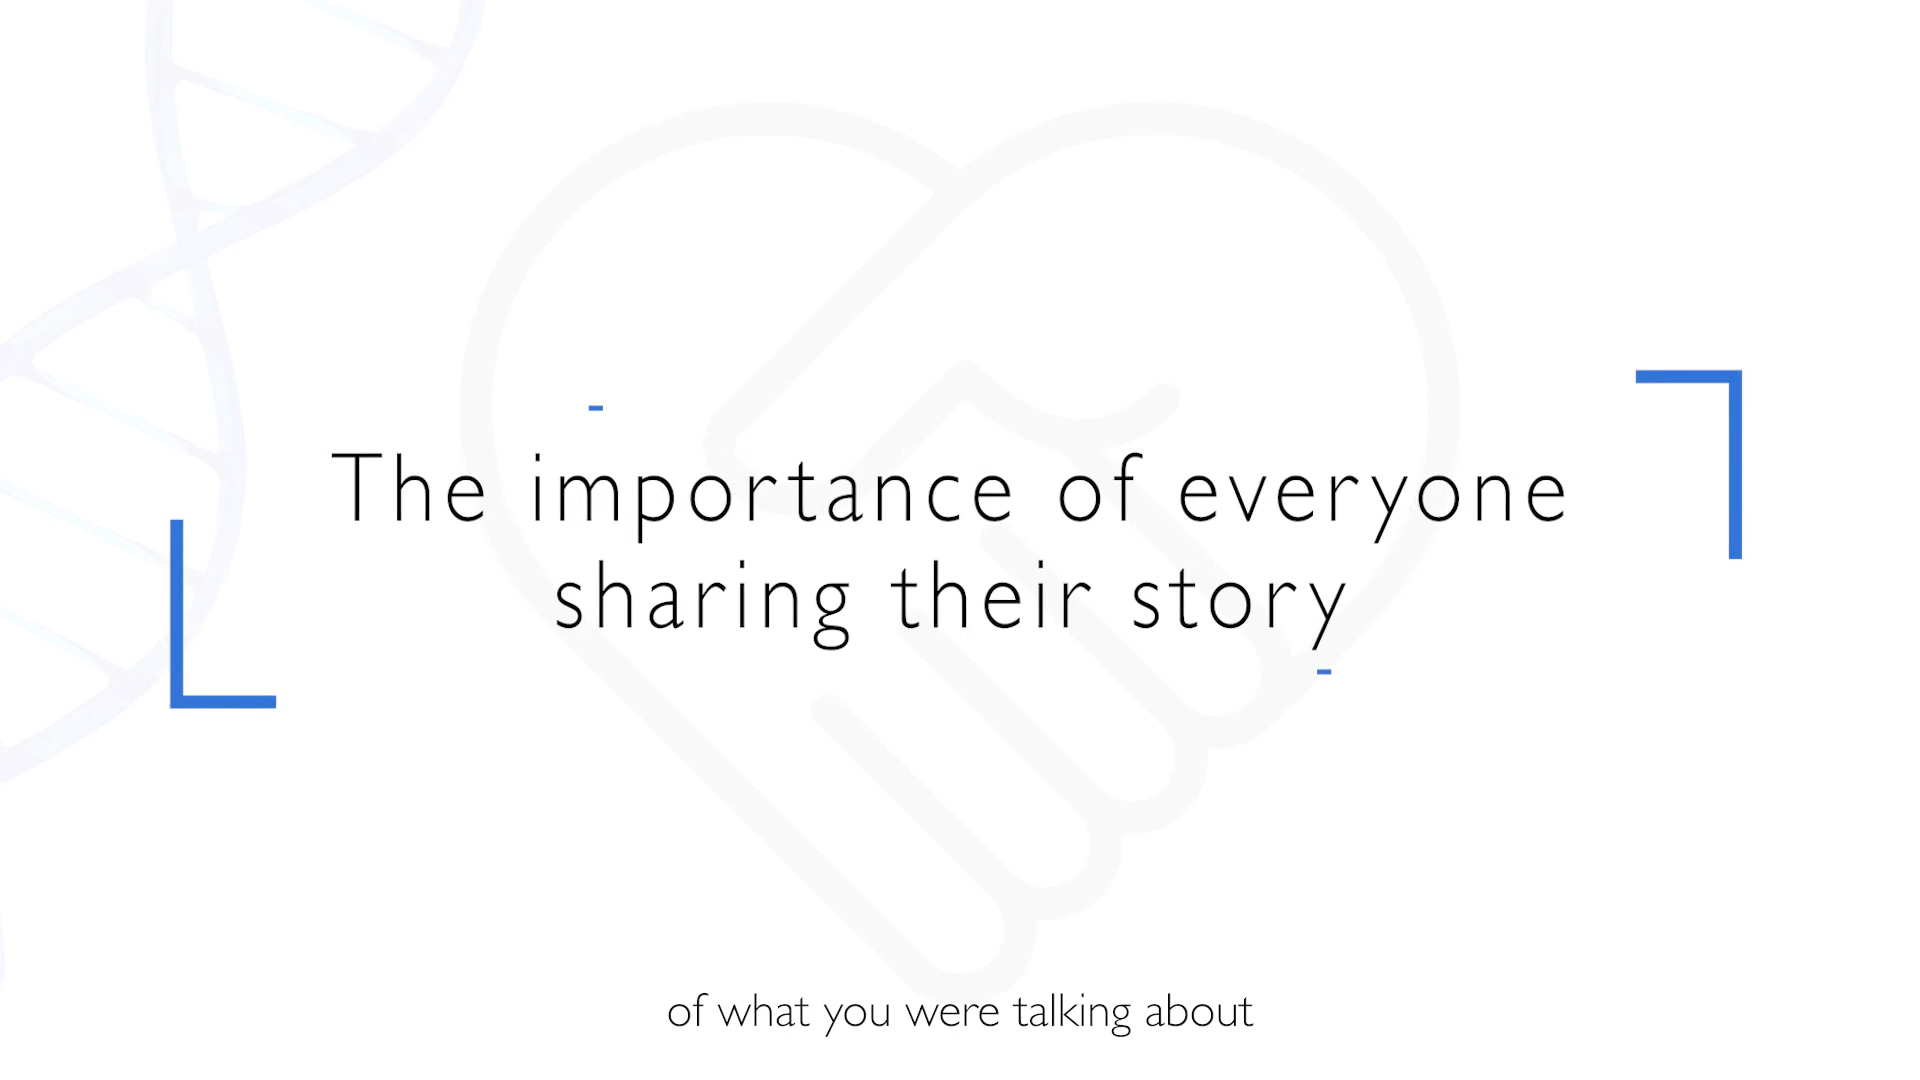 The importance of everyone
sharing their story
of what you were talking about